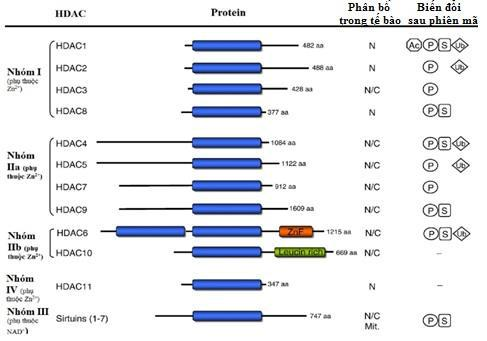 HDAC Protein Phân bố Biến đổi
trong tế bào sau phiên mã
HDAC1 482 aa N Ac P S Ub
Nhóm I HDAC2 488 aa N P Ub
(phụ thuộc
Zn²⁺) HDAC3 428 aa N/C P
HDAC8 377 aa N P S
HDAC4 1084 aa N/C P S Ub
Nhóm
IIa (phụ HDAC5 1122 aa N/C P Ub
thuộc Zn²⁺)
HDAC7 912 aa N/C P
HDAC9 1609 aa N/C P S
Nhóm HDAC6 ZnF 1215 aa N/C P S Ub
IIb (phụ
thuộc Zn²⁺) HDAC10 Leucin rich 669 aa N/C –
Nhóm
IV (phụ HDAC11 347 aa N –
thuộc Zn²⁺)
Nhóm III Sirtuins (1-7) 747 aa N/C P S
(phụ thuộc Mit.
NAD⁺)